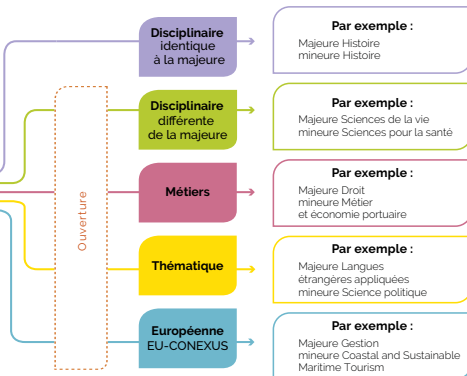 Disciplinaire
identique
à la majeure
Par exemple :
Majeure Histoire
mineure Histoire
Ouverture
Disciplinaire
différente
de la majeure
Par exemple :
Majeure Sciences de la vie
mineure Sciences pour la santé
Métiers
Par exemple :
Majeure Droit
mineure Métier
et économie portuaire
Thématique
Par exemple :
Majeure Langues
étrangères appliquées
mineure Science politique
Européenne
EU-CONEXUS
Par exemple :
Majeure Gestion
mineure Coastal and Sustainable
Maritime Tourism